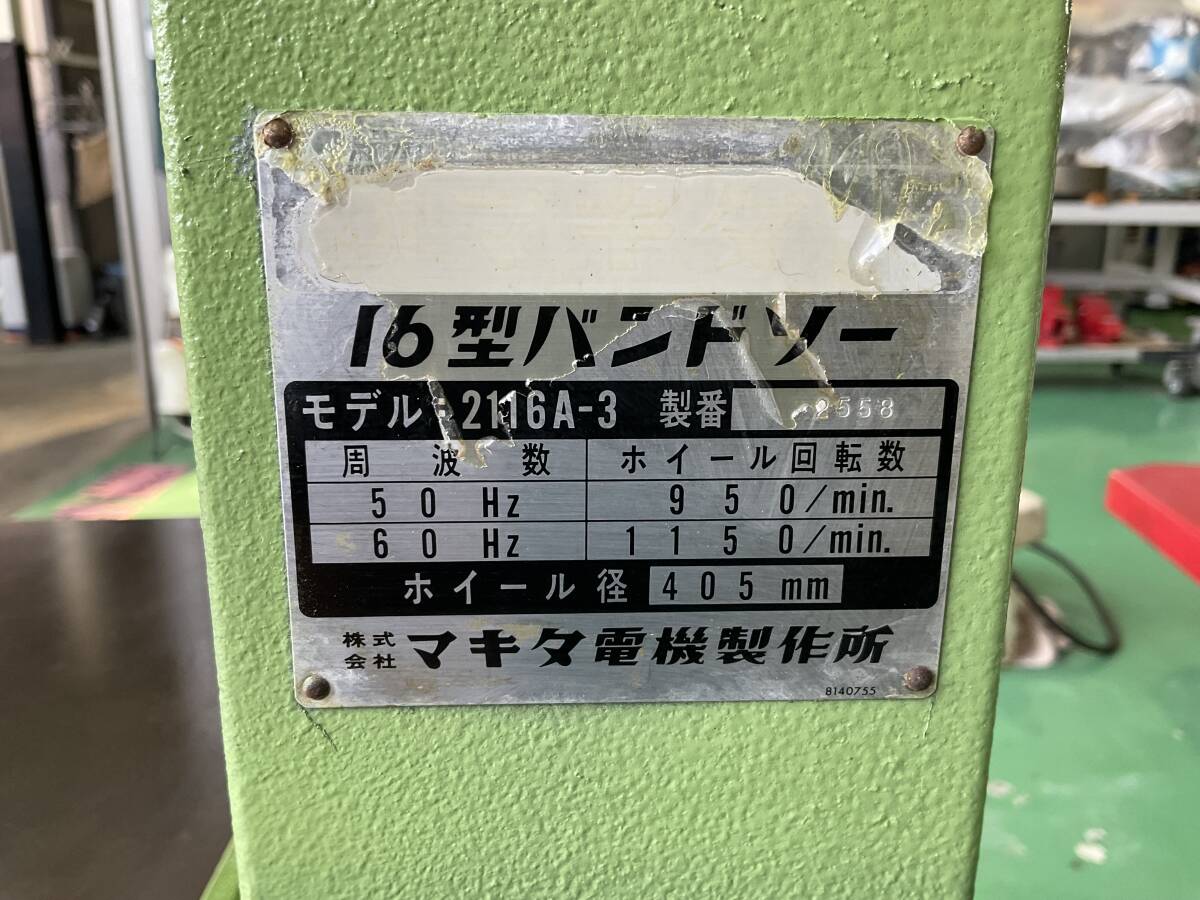 16型バンドソー
モデル 2116A-3 製番 2558
周波数 ホイール回転数
50 Hz 950/min.
60 Hz 1150/min.
ホイール径 405 mm
株式会社 マキタ電機製作所
8140755